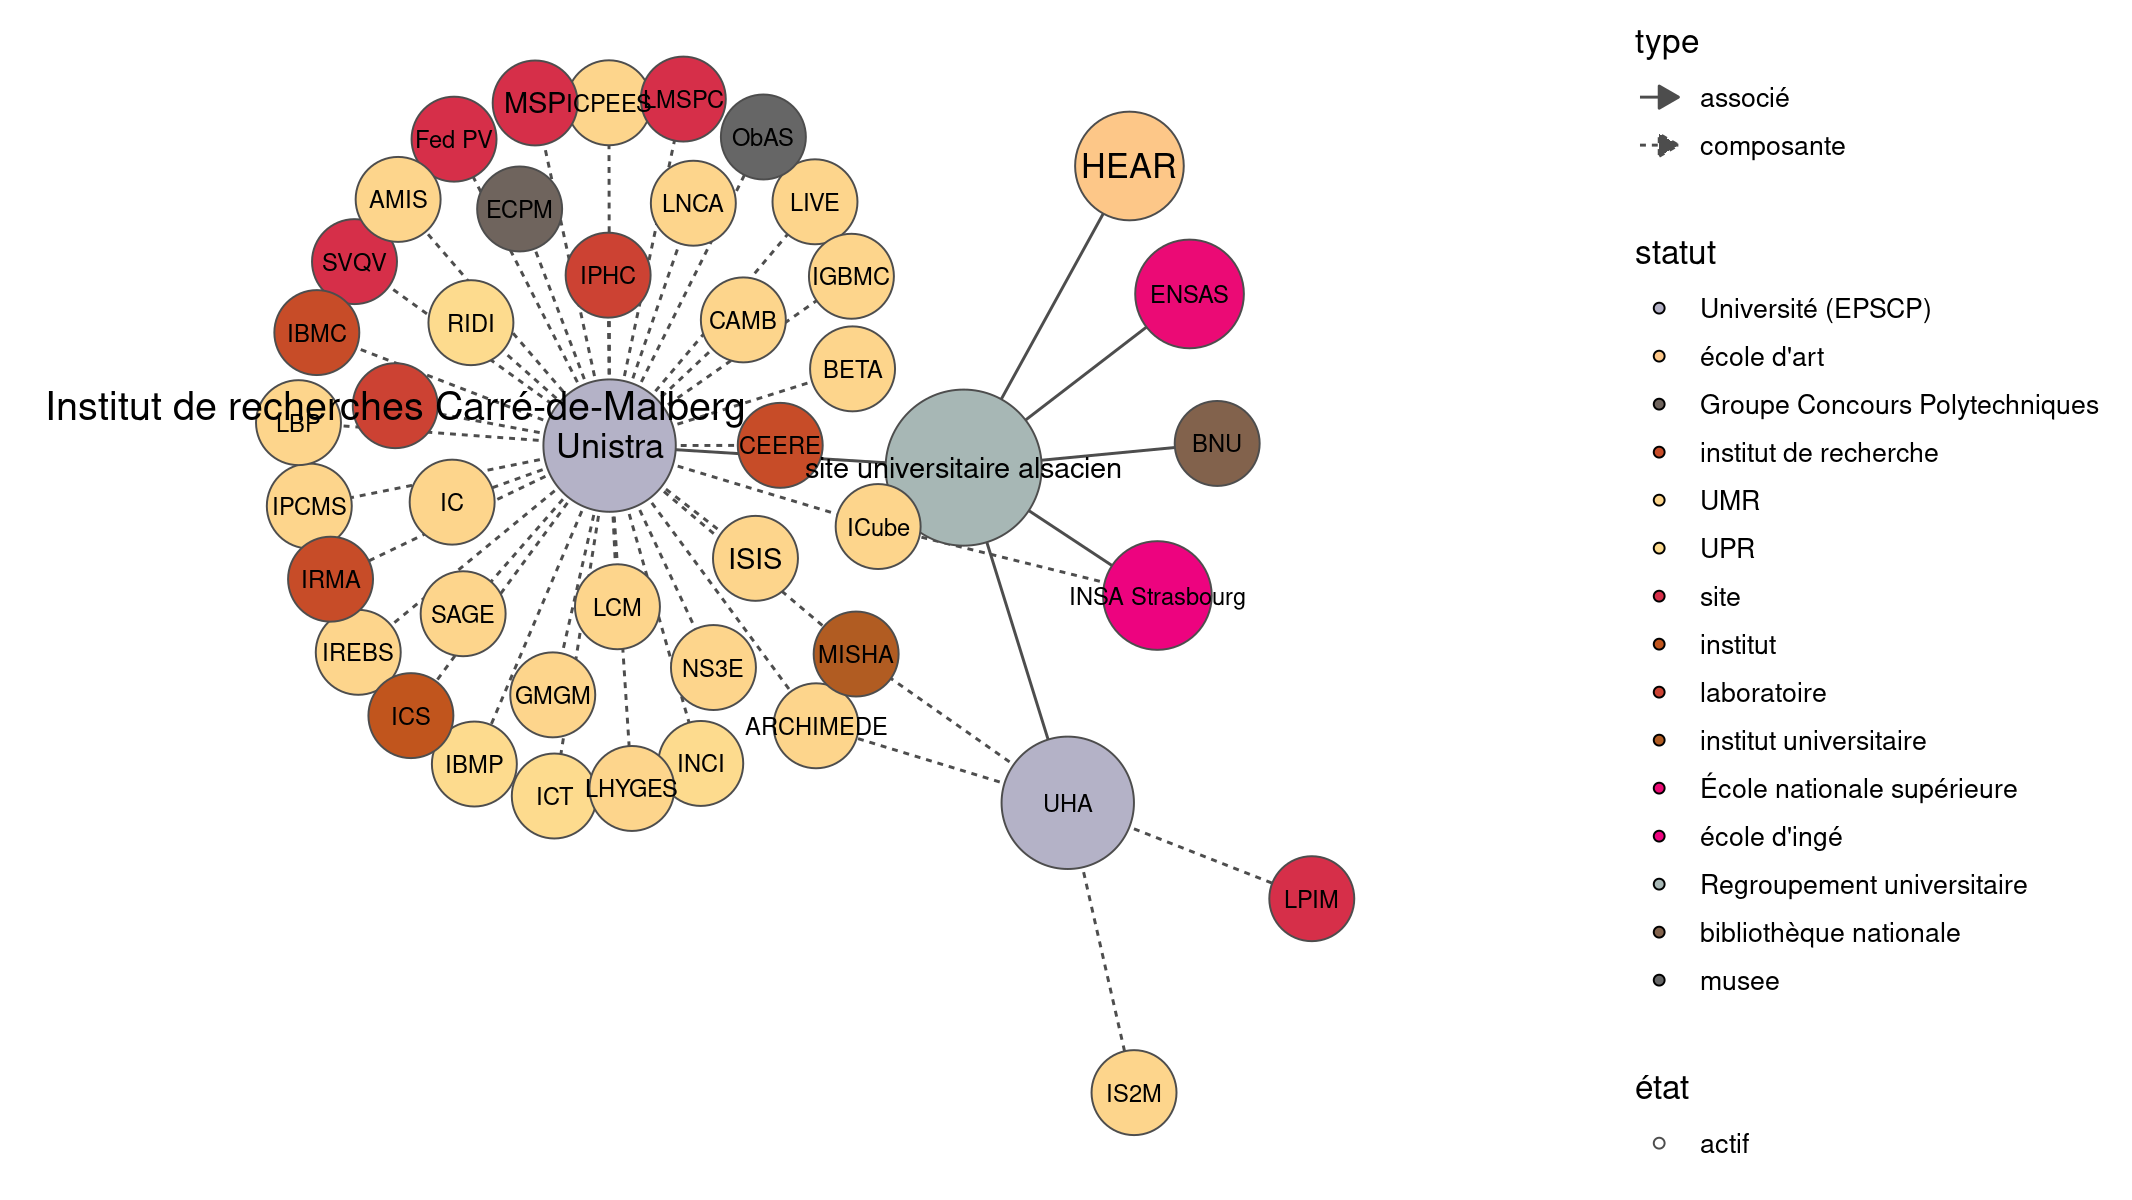 MSPI
ICPEES
LMSPC
Fed PV
ObAS
AMIS
ECPM
LNCA
LIVE
HEAR
SVQV
IPHC
IGBMC
ENSAS
IBMC
RIDI
CAMB
BETA
Institut de recherches Carré-de-Malberg
LBP
Unistra
CEERE
site universitaire alsacien
BNU
IPCMS
IC
ICube
ISIS
IRMA
SAGE
LCM
INSA Strasbourg
IREBS
MISHA
NS3E
GMGM
ICS
ARCHIMEDE
IBMP
ICT
LHYGES
INCI
UHA
LPIM
IS2M
type
associé
composante
statut
Université (EPSCP)
école d'art
Groupe Concours Polytechniques
institut de recherche
UMR
UPR
site
institut
laboratoire
institut universitaire
École nationale supérieure
école d'ingé
Regroupement universitaire
bibliothèque nationale
musee
état
actif